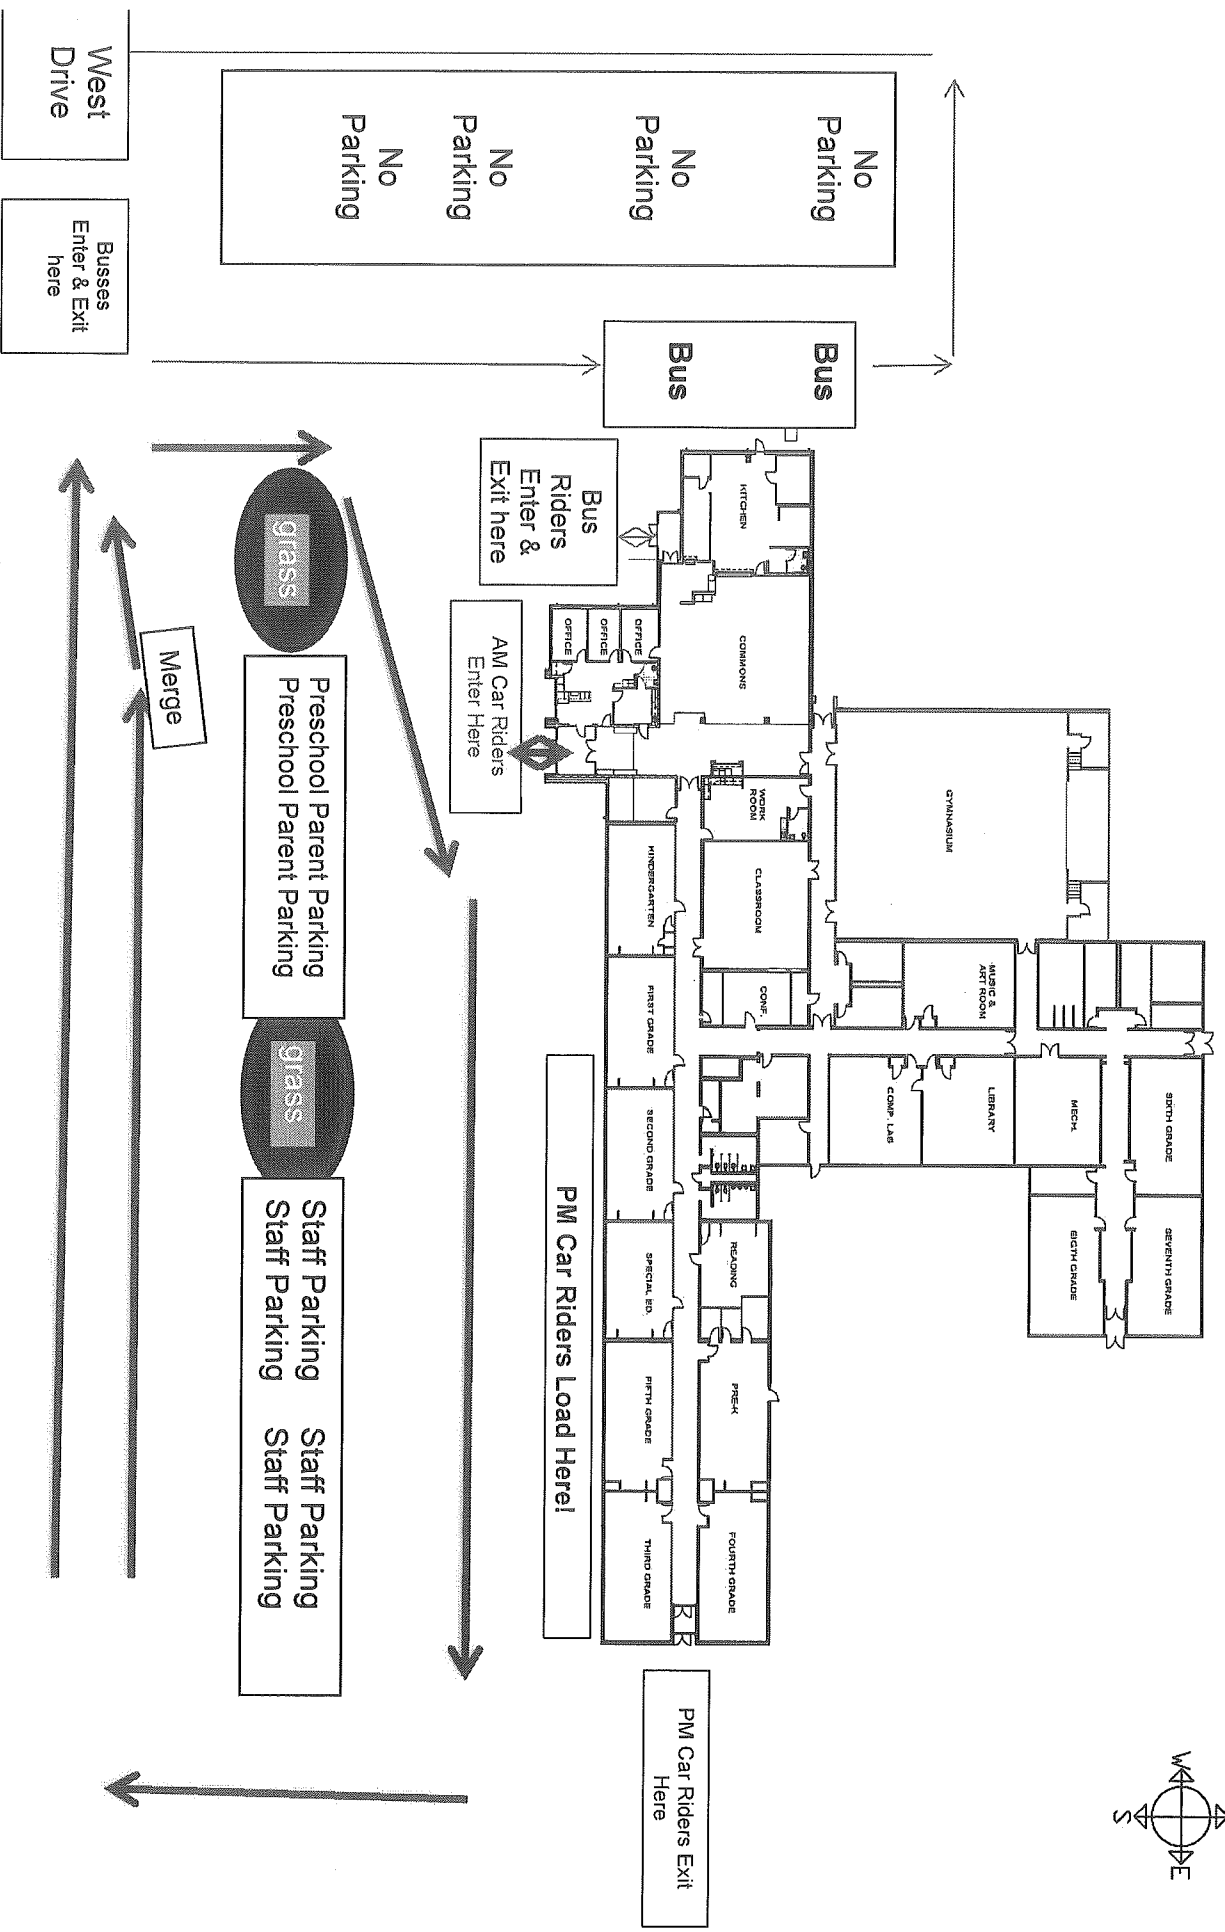 West
Drive
Busses
Enter & Exit
here
No
Parking
No
Parking
No
Parking
No
Parking
Bus
Bus
Bus
Riders
Enter &
Exit here
AM Car Riders
Enter Here
grass
Merge
Preschool Parent Parking
Preschool Parent Parking
grass
Staff Parking Staff Parking
Staff Parking Staff Parking
PM Car Riders Load Here!
PM Car Riders Exit
Here
KITCHEN
COMMONS
OFFICE
OFFICE
OFFICE
WORK
ROOM
CLASSROOM
CONF.
KINDERGARTEN
FIRST GRADE
SECOND GRADE
SPECIAL ED.
FIFTH GRADE
THIRD GRADE
READING
PRE-K
FOURTH GRADE
GYMNASIUM
MUSIC &
ART ROOM
COMP. LAB
LIBRARY
MECH.
SIXTH GRADE
SEVENTH GRADE
EIGTH GRADE
W
E
S